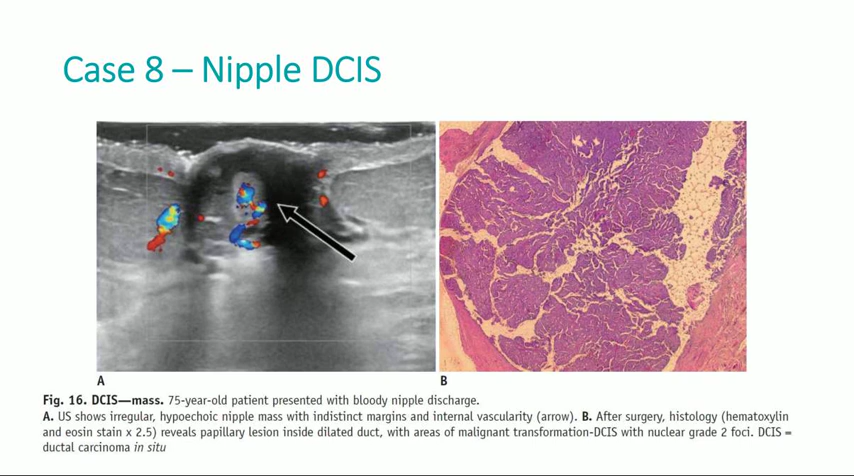 Case 8 – Nipple DCIS
A
B
Fig. 16. DCIS—mass. 75-year-old patient presented with bloody nipple discharge.
A. US shows irregular, hypoechoic nipple mass with indistinct margins and internal vascularity (arrow). B. After surgery, histology (hematoxylin
and eosin stain x 2.5) reveals papillary lesion inside dilated duct, with areas of malignant transformation-DCIS with nuclear grade 2 foci. DCIS =
ductal carcinoma in situ